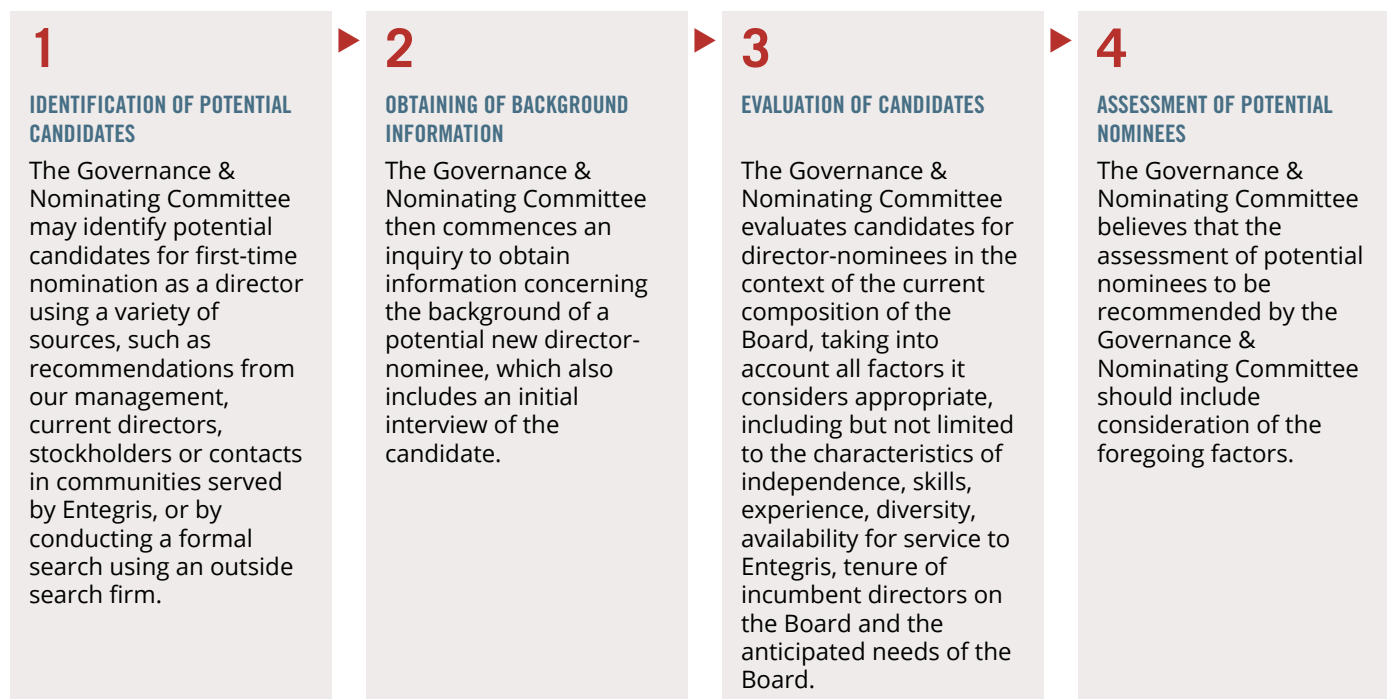 1
IDENTIFICATION OF POTENTIAL
CANDIDATES
The Governance &
Nominating Committee
may identify potential
candidates for first-time
nomination as a director
using a variety of
sources, such as
recommendations from
our management,
current directors,
stockholders or contacts
in communities served
by Entegris, or by
conducting a formal
search using an outside
search firm.
2
OBTAINING OF BACKGROUND
INFORMATION
The Governance &
Nominating Committee
then commences an
inquiry to obtain
information concerning
the background of a
potential new director-
nominee, which also
includes an initial
interview of the
candidate.
3
EVALUATION OF CANDIDATES
The Governance &
Nominating Committee
evaluates candidates for
director-nominees in the
context of the current
composition of the
Board, taking into
account all factors it
considers appropriate,
including but not limited
to the characteristics of
independence, skills,
experience, diversity,
availability for service to
Entegris, tenure of
incumbent directors on
the Board and the
anticipated needs of the
Board.
4
ASSESSMENT OF POTENTIAL
NOMINEES
The Governance &
Nominating Committee
believes that the
assessment of potential
nominees to be
recommended by the
Governance &
Nominating Committee
should include
consideration of the
foregoing factors.